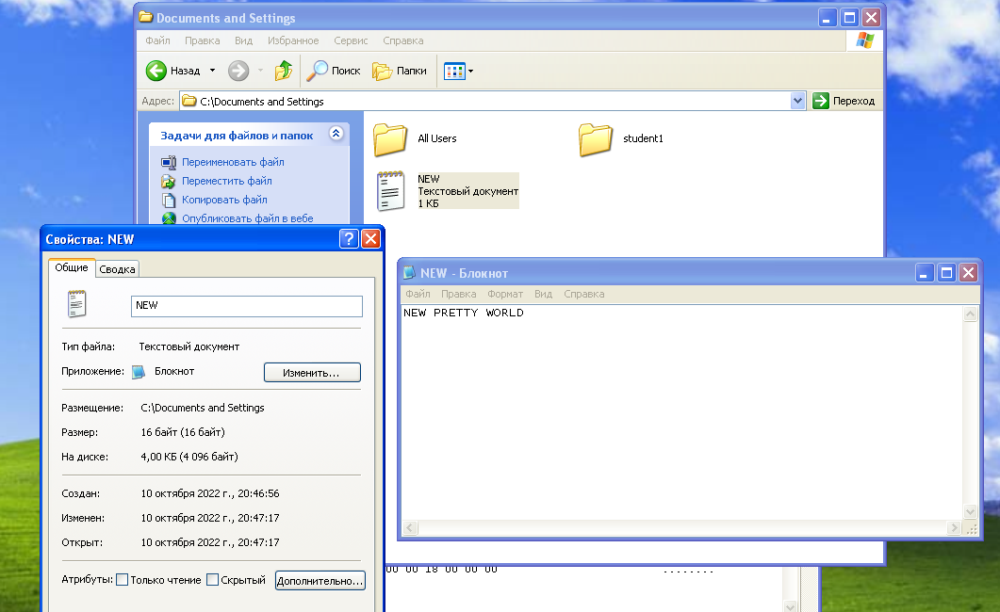 Documents and Settings
Файл Правка Вид Избранное Сервис Справка
Назад Поиск Папки
Адрес: C:\Documents and Settings Переход
Задачи для файлов и папок
Переименовать файл
Переместить файл
Копировать файл
Опубликовать файл в вебе
All Users
student1
NEW
Текстовый документ
1 КБ
Свойства: NEW
Общие Сводка
NEW
Тип файла: Текстовый документ
Приложение: Блокнот Изменить...
Размещение: C:\Documents and Settings
Размер: 16 байт (16 байт)
На диске: 4,00 КБ (4 096 байт)
Создан: 10 октября 2022 г., 20:46:56
Изменен: 10 октября 2022 г., 20:47:17
Открыт: 10 октября 2022 г., 20:47:17
Атрибуты: Только чтение Скрытый Дополнительно...
NEW - Блокнот
Файл Правка Формат Вид Справка
NEW PRETTY WORLD
00 00 18 00 00 00 ........